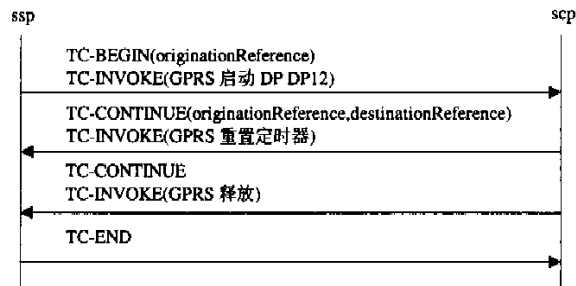 ssp
scp
TC-BEGIN(originationReference)
TC-INVOKE(GPRS 启动 DP DP12)
TC-CONTINUE(originationReference,destinationReference)
TC-INVOKE(GPRS 重置定时器)
TC-CONTINUE
TC-INVOKE(GPRS 释放)
TC-END